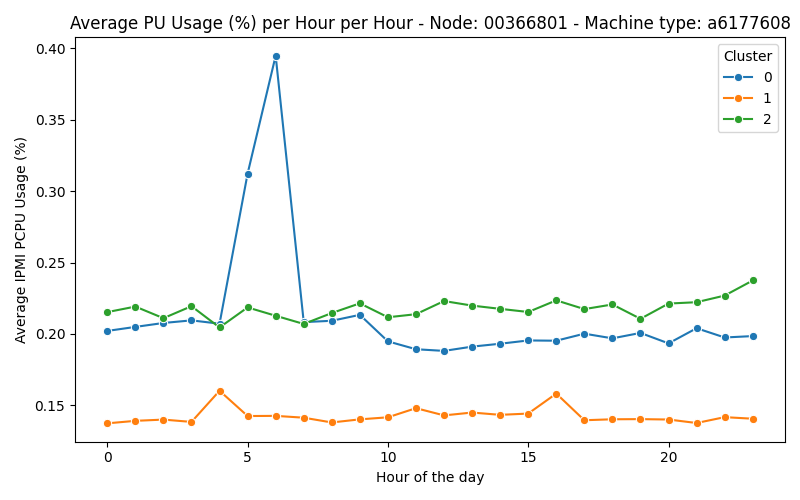 Average PU Usage (%) per Hour per Hour - Node: 00366801 - Machine type: a6177608
Cluster
0
1
2
0.40
0.35
0.30
0.25
0.20
0.15
Average IPMI PCPU Usage (%)
0 5 10 15 20
Hour of the day